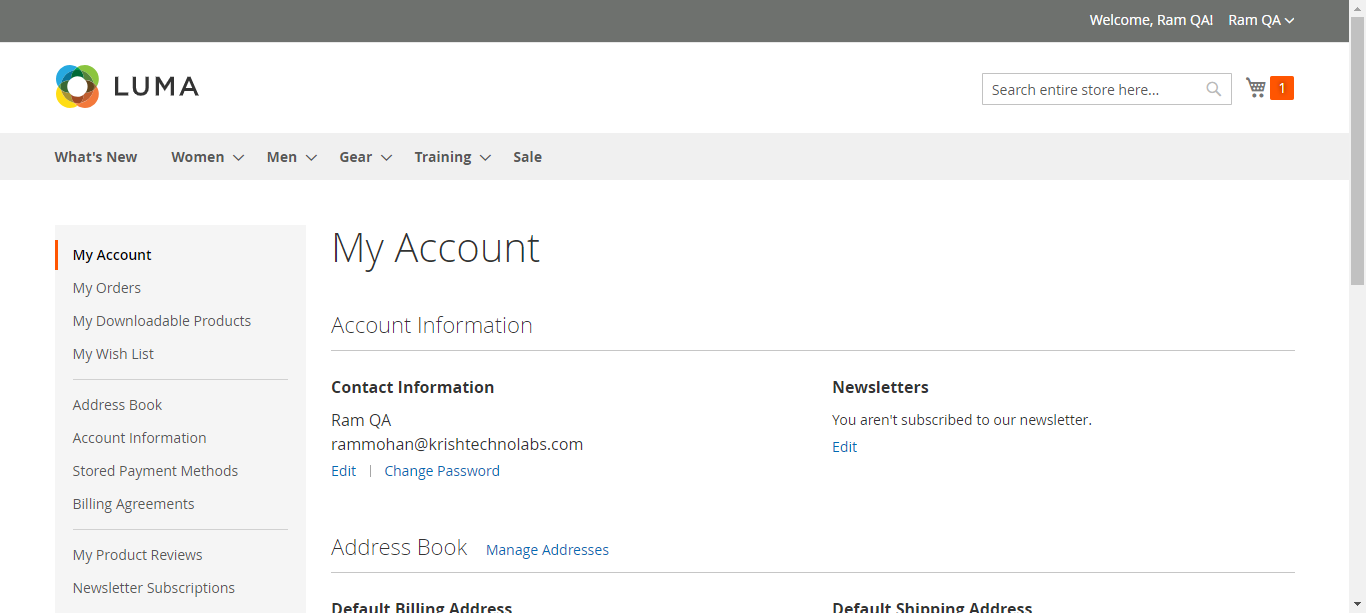 Welcome, Ram QA! Ram QA
LUMA
Search entire store here...
1
What's New Women Men Gear Training Sale
My Account
My Orders
My Downloadable Products
My Wish List
Address Book
Account Information
Stored Payment Methods
Billing Agreements
My Product Reviews
Newsletter Subscriptions
My Account
Account Information
Contact Information
Ram QA
rammohan@krishtechnolabs.com
Edit | Change Password
Newsletters
You aren't subscribed to our newsletter.
Edit
Address Book Manage Addresses
Default Billing Address
Default Shipping Address